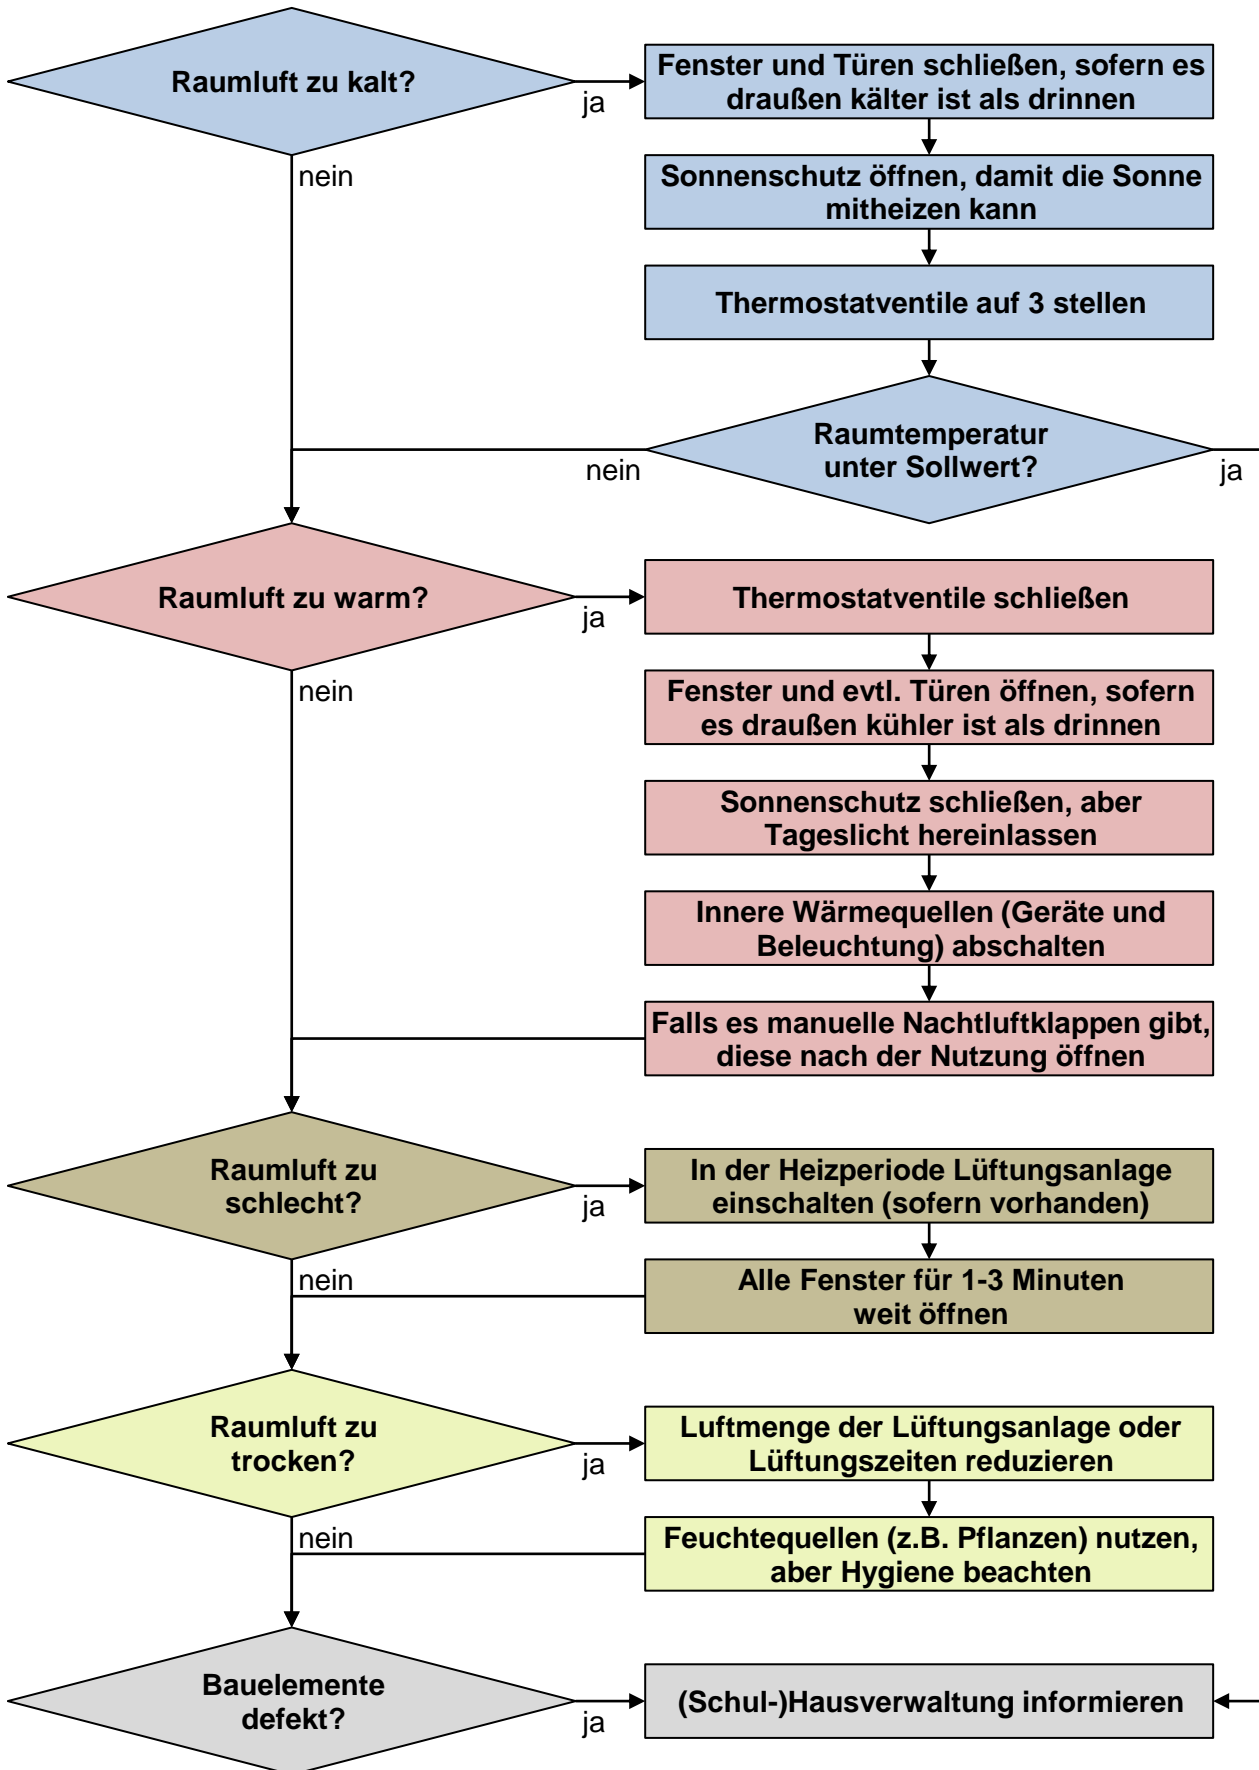 Raumluft zu kalt?
ja
nein
Fenster und Türen schließen, sofern es
draußen kälter ist als drinnen
Sonnenschutz öffnen, damit die Sonne
mitheizen kann
Thermostatventile auf 3 stellen
Raumtemperatur
unter Sollwert?
nein
ja
Raumluft zu warm?
ja
nein
Thermostatventile schließen
Fenster und evtl. Türen öffnen, sofern
es draußen kühler ist als drinnen
Sonnenschutz schließen, aber
Tageslicht hereinlassen
Innere Wärmequellen (Geräte und
Beleuchtung) abschalten
Falls es manuelle Nachtluftklappen gibt,
diese nach der Nutzung öffnen
Raumluft zu
schlecht?
ja
nein
In der Heizperiode Lüftungsanlage
einschalten (sofern vorhanden)
Alle Fenster für 1-3 Minuten
weit öffnen
Raumluft zu
trocken?
ja
nein
Luftmenge der Lüftungsanlage oder
Lüftungszeiten reduzieren
Feuchtequellen (z.B. Pflanzen) nutzen,
aber Hygiene beachten
Bauelemente
defekt?
ja
(Schul-)Hausverwaltung informieren